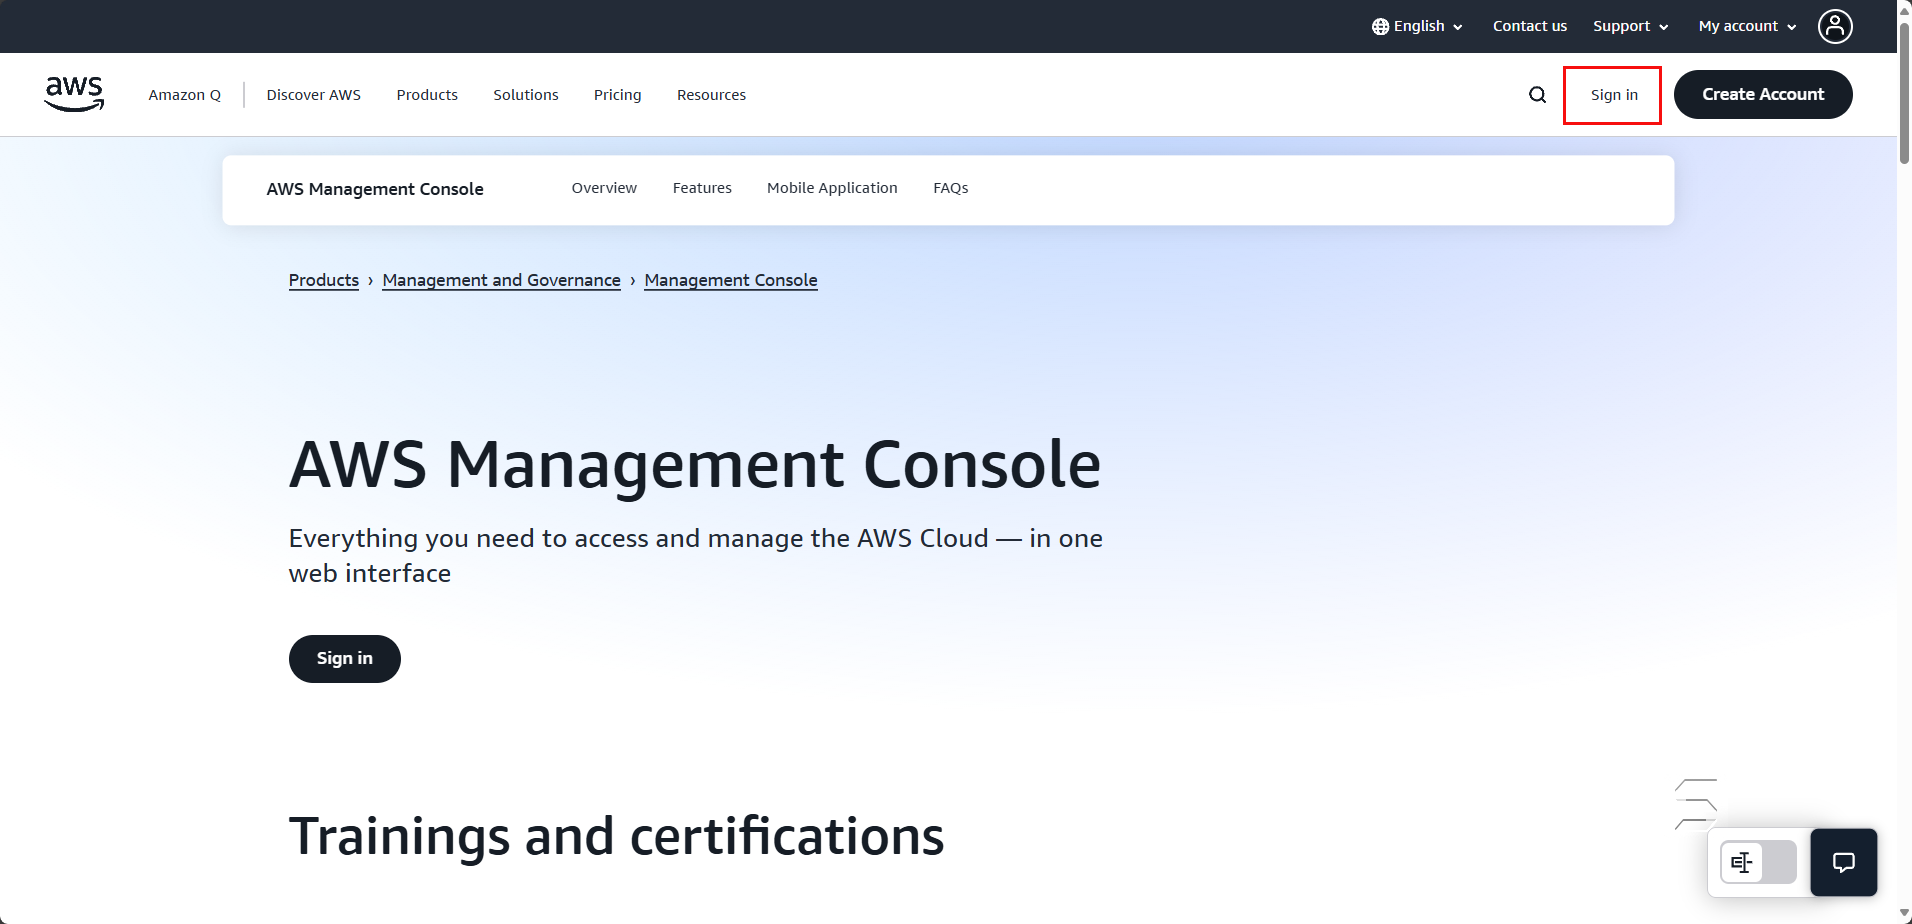 English
Contact us
Support
My account
aws
Amazon Q
Discover AWS
Products
Solutions
Pricing
Resources
Sign in
Create Account
AWS Management Console
Overview
Features
Mobile Application
FAQs
Products › Management and Governance › Management Console
AWS Management Console
Everything you need to access and manage the AWS Cloud — in one
web interface
Sign in
Trainings and certifications